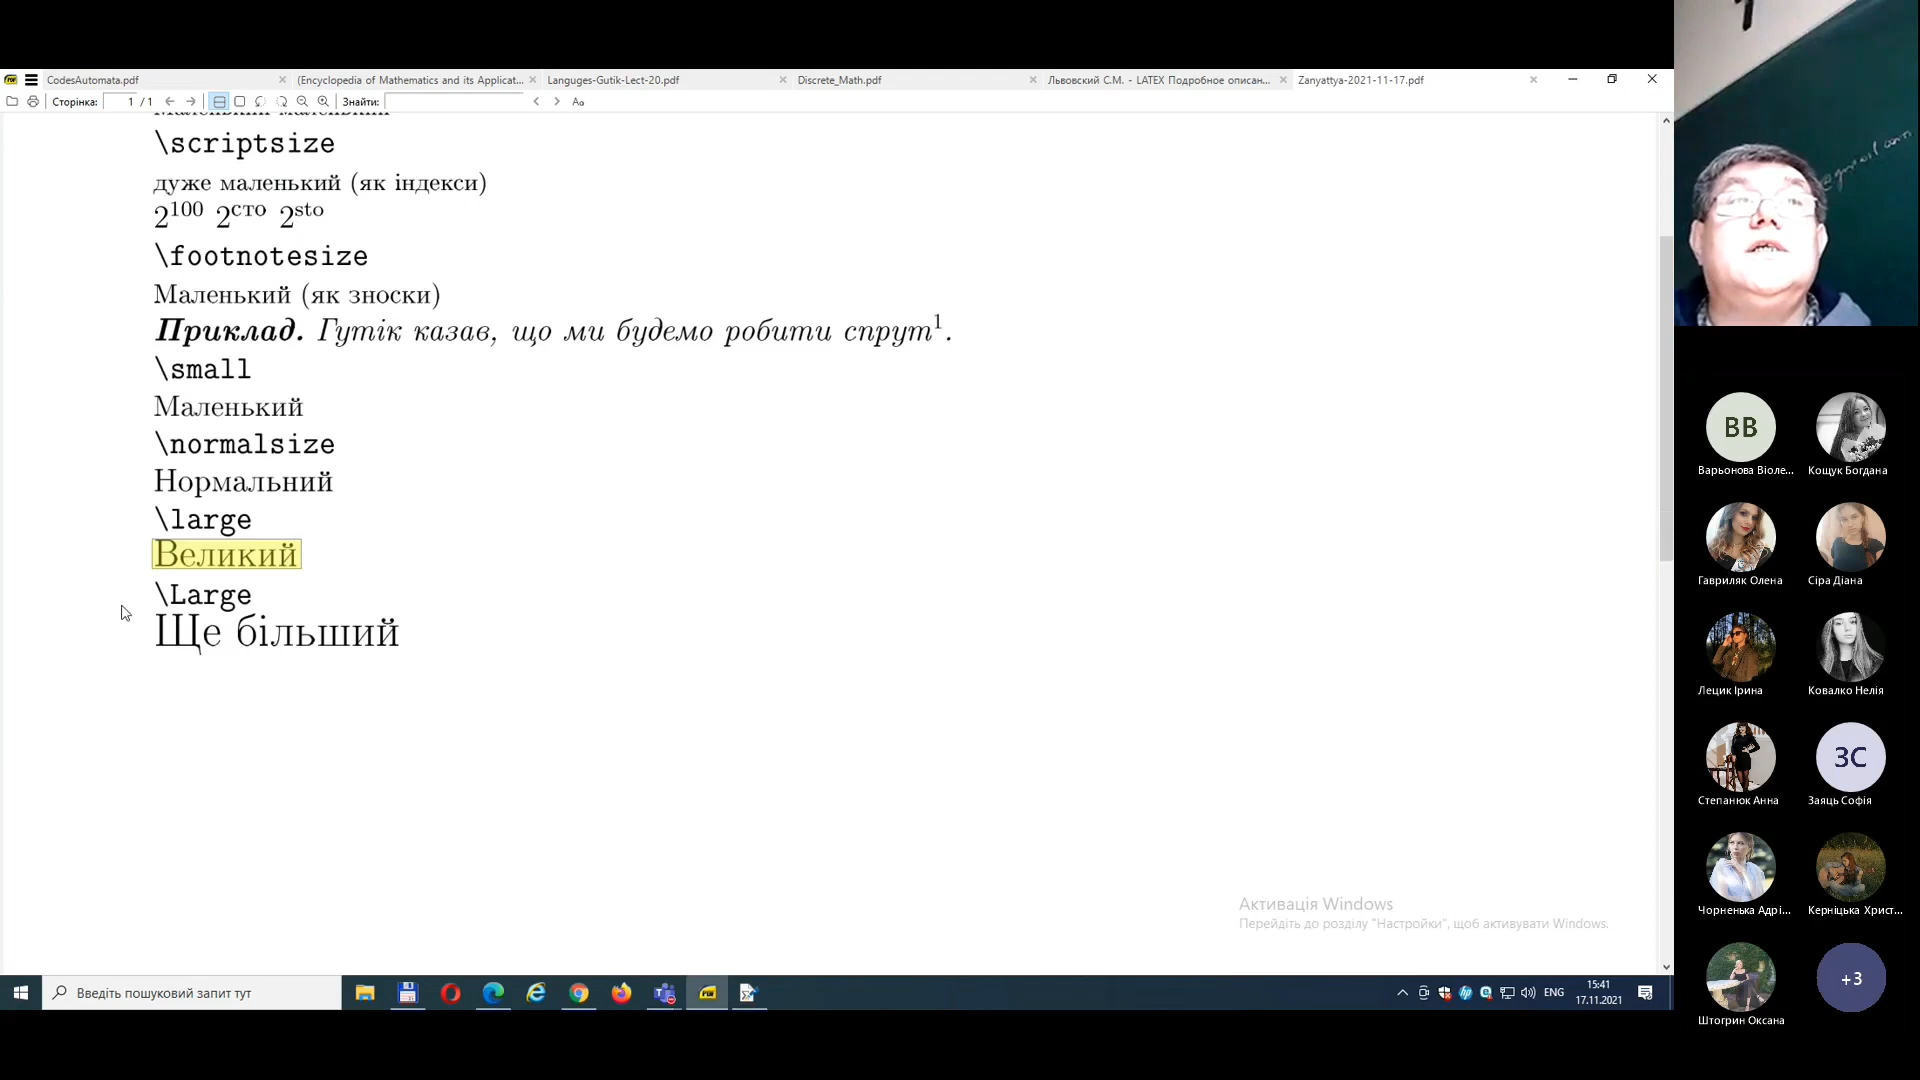 CodesAutomata.pdf
(Encyclopedia of Mathematics and its Applicat...
Languges-Gutik-Lect-20.pdf
Discrete_Math.pdf
Львовский С.М. - LATEX Подробное описан...
Zanyattya-2021-11-17.pdf
Сторінка: 1 / 1
Знайти:
\scriptsize
дуже маленький (як індекси)
2^100 2^сто 2^sto
\footnotesize
Маленький (як зноски)
Приклад. Гутік казав, що ми будемо робити спрут¹.
\small
Маленький
\normalsize
Нормальний
\large
Великий
\Large
Ще більший
Активація Windows
Перейдіть до розділу "Настройки", щоб активувати Windows.
Введіть пошуковий запит тут
ENG
15:41
17.11.2021
@gmail.com
ВВ
Варьонова Віоле...
Кощук Богдана
Гавриляк Олена
Сіра Діана
Лецик Ірина
Ковалко Нелія
Степанюк Анна
ЗС
Заяць Софія
Чорненька Адрі...
Керніцька Христ...
Штогрин Оксана
+3